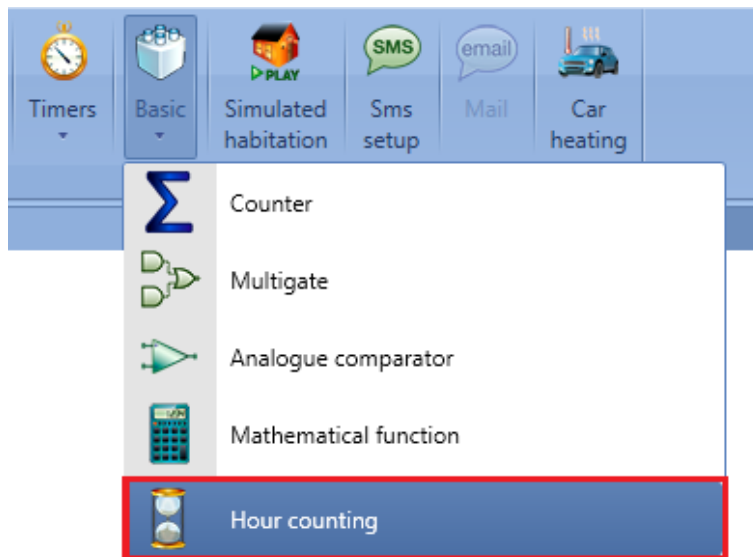 PLAY
SMS
email
Timers
Basic
Simulated
habitation
Sms
setup
Mail
Car
heating
Counter
Multigate
Analogue comparator
Mathematical function
Hour counting